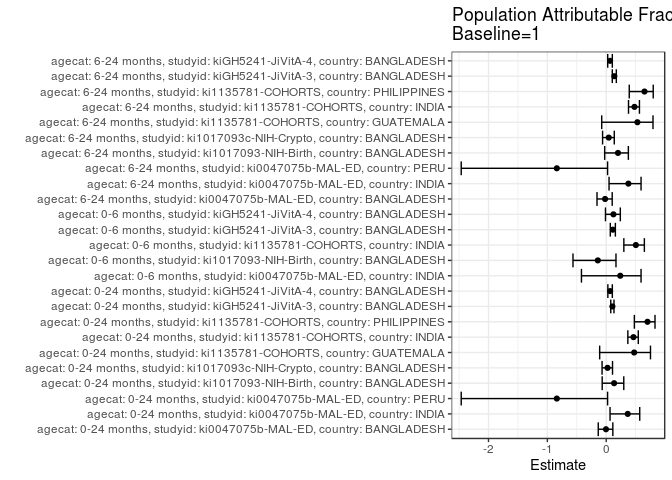 Population Attributable Frac
Baseline=1
agecat: 6-24 months, studyid: kiGH5241-JiVitA-4, country: BANGLADESH
agecat: 6-24 months, studyid: kiGH5241-JiVitA-3, country: BANGLADESH
agecat: 6-24 months, studyid: ki1135781-COHORTS, country: PHILIPPINES
agecat: 6-24 months, studyid: ki1135781-COHORTS, country: INDIA
agecat: 6-24 months, studyid: ki1135781-COHORTS, country: GUATEMALA
agecat: 6-24 months, studyid: ki1017093c-NIH-Crypto, country: BANGLADESH
agecat: 6-24 months, studyid: ki1017093-NIH-Birth, country: BANGLADESH
agecat: 6-24 months, studyid: ki0047075b-MAL-ED, country: PERU
agecat: 6-24 months, studyid: ki0047075b-MAL-ED, country: INDIA
agecat: 6-24 months, studyid: ki0047075b-MAL-ED, country: BANGLADESH
agecat: 0-6 months, studyid: kiGH5241-JiVitA-4, country: BANGLADESH
agecat: 0-6 months, studyid: kiGH5241-JiVitA-3, country: BANGLADESH
agecat: 0-6 months, studyid: ki1135781-COHORTS, country: INDIA
agecat: 0-6 months, studyid: ki1017093-NIH-Birth, country: BANGLADESH
agecat: 0-6 months, studyid: ki0047075b-MAL-ED, country: INDIA
agecat: 0-24 months, studyid: kiGH5241-JiVitA-4, country: BANGLADESH
agecat: 0-24 months, studyid: kiGH5241-JiVitA-3, country: BANGLADESH
agecat: 0-24 months, studyid: ki1135781-COHORTS, country: PHILIPPINES
agecat: 0-24 months, studyid: ki1135781-COHORTS, country: INDIA
agecat: 0-24 months, studyid: ki1135781-COHORTS, country: GUATEMALA
agecat: 0-24 months, studyid: ki1017093c-NIH-Crypto, country: BANGLADESH
agecat: 0-24 months, studyid: ki1017093-NIH-Birth, country: BANGLADESH
agecat: 0-24 months, studyid: ki0047075b-MAL-ED, country: PERU
agecat: 0-24 months, studyid: ki0047075b-MAL-ED, country: INDIA
agecat: 0-24 months, studyid: ki0047075b-MAL-ED, country: BANGLADESH
-2 -1 0
Estimate